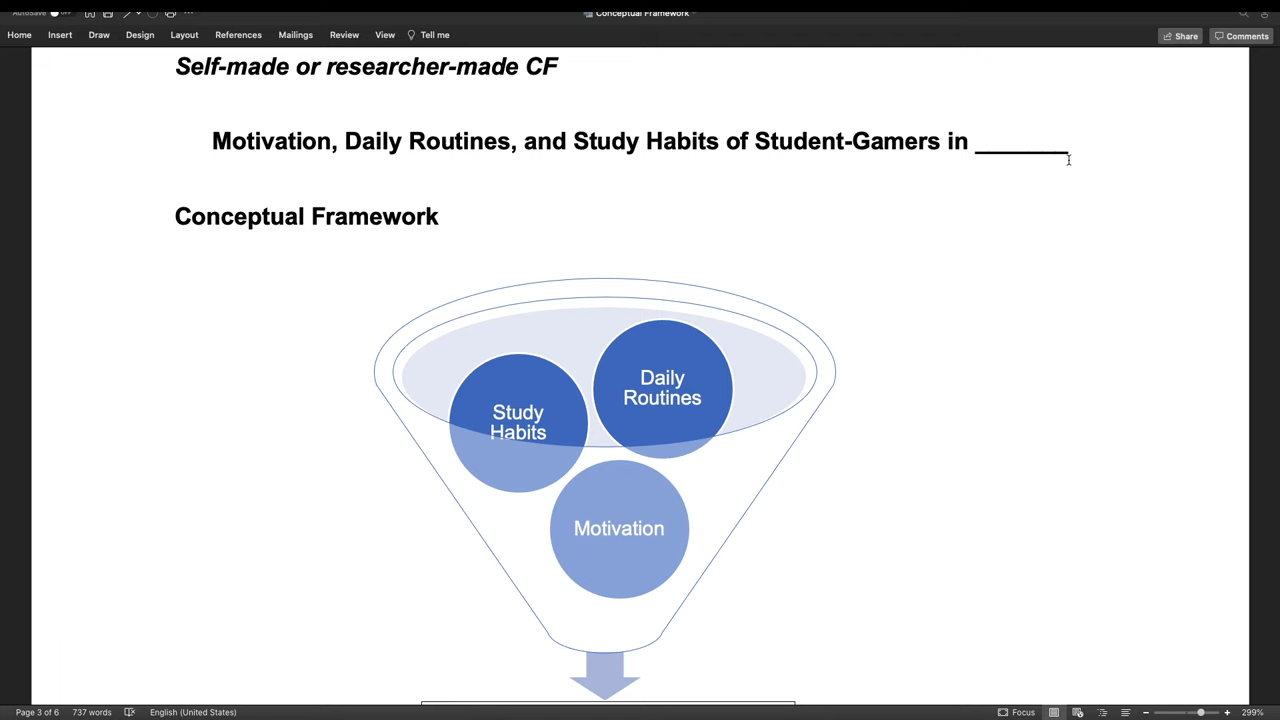 AutoSave OFF
Conceptual Framework
Home Insert Draw Design Layout References Mailings Review View Tell me Share Comments
Self-made or researcher-made CF
Motivation, Daily Routines, and Study Habits of Student-Gamers in ________
Conceptual Framework
Daily
Routines
Study
Habits
Motivation
Page 3 of 6 737 words English (United States) Focus 299%